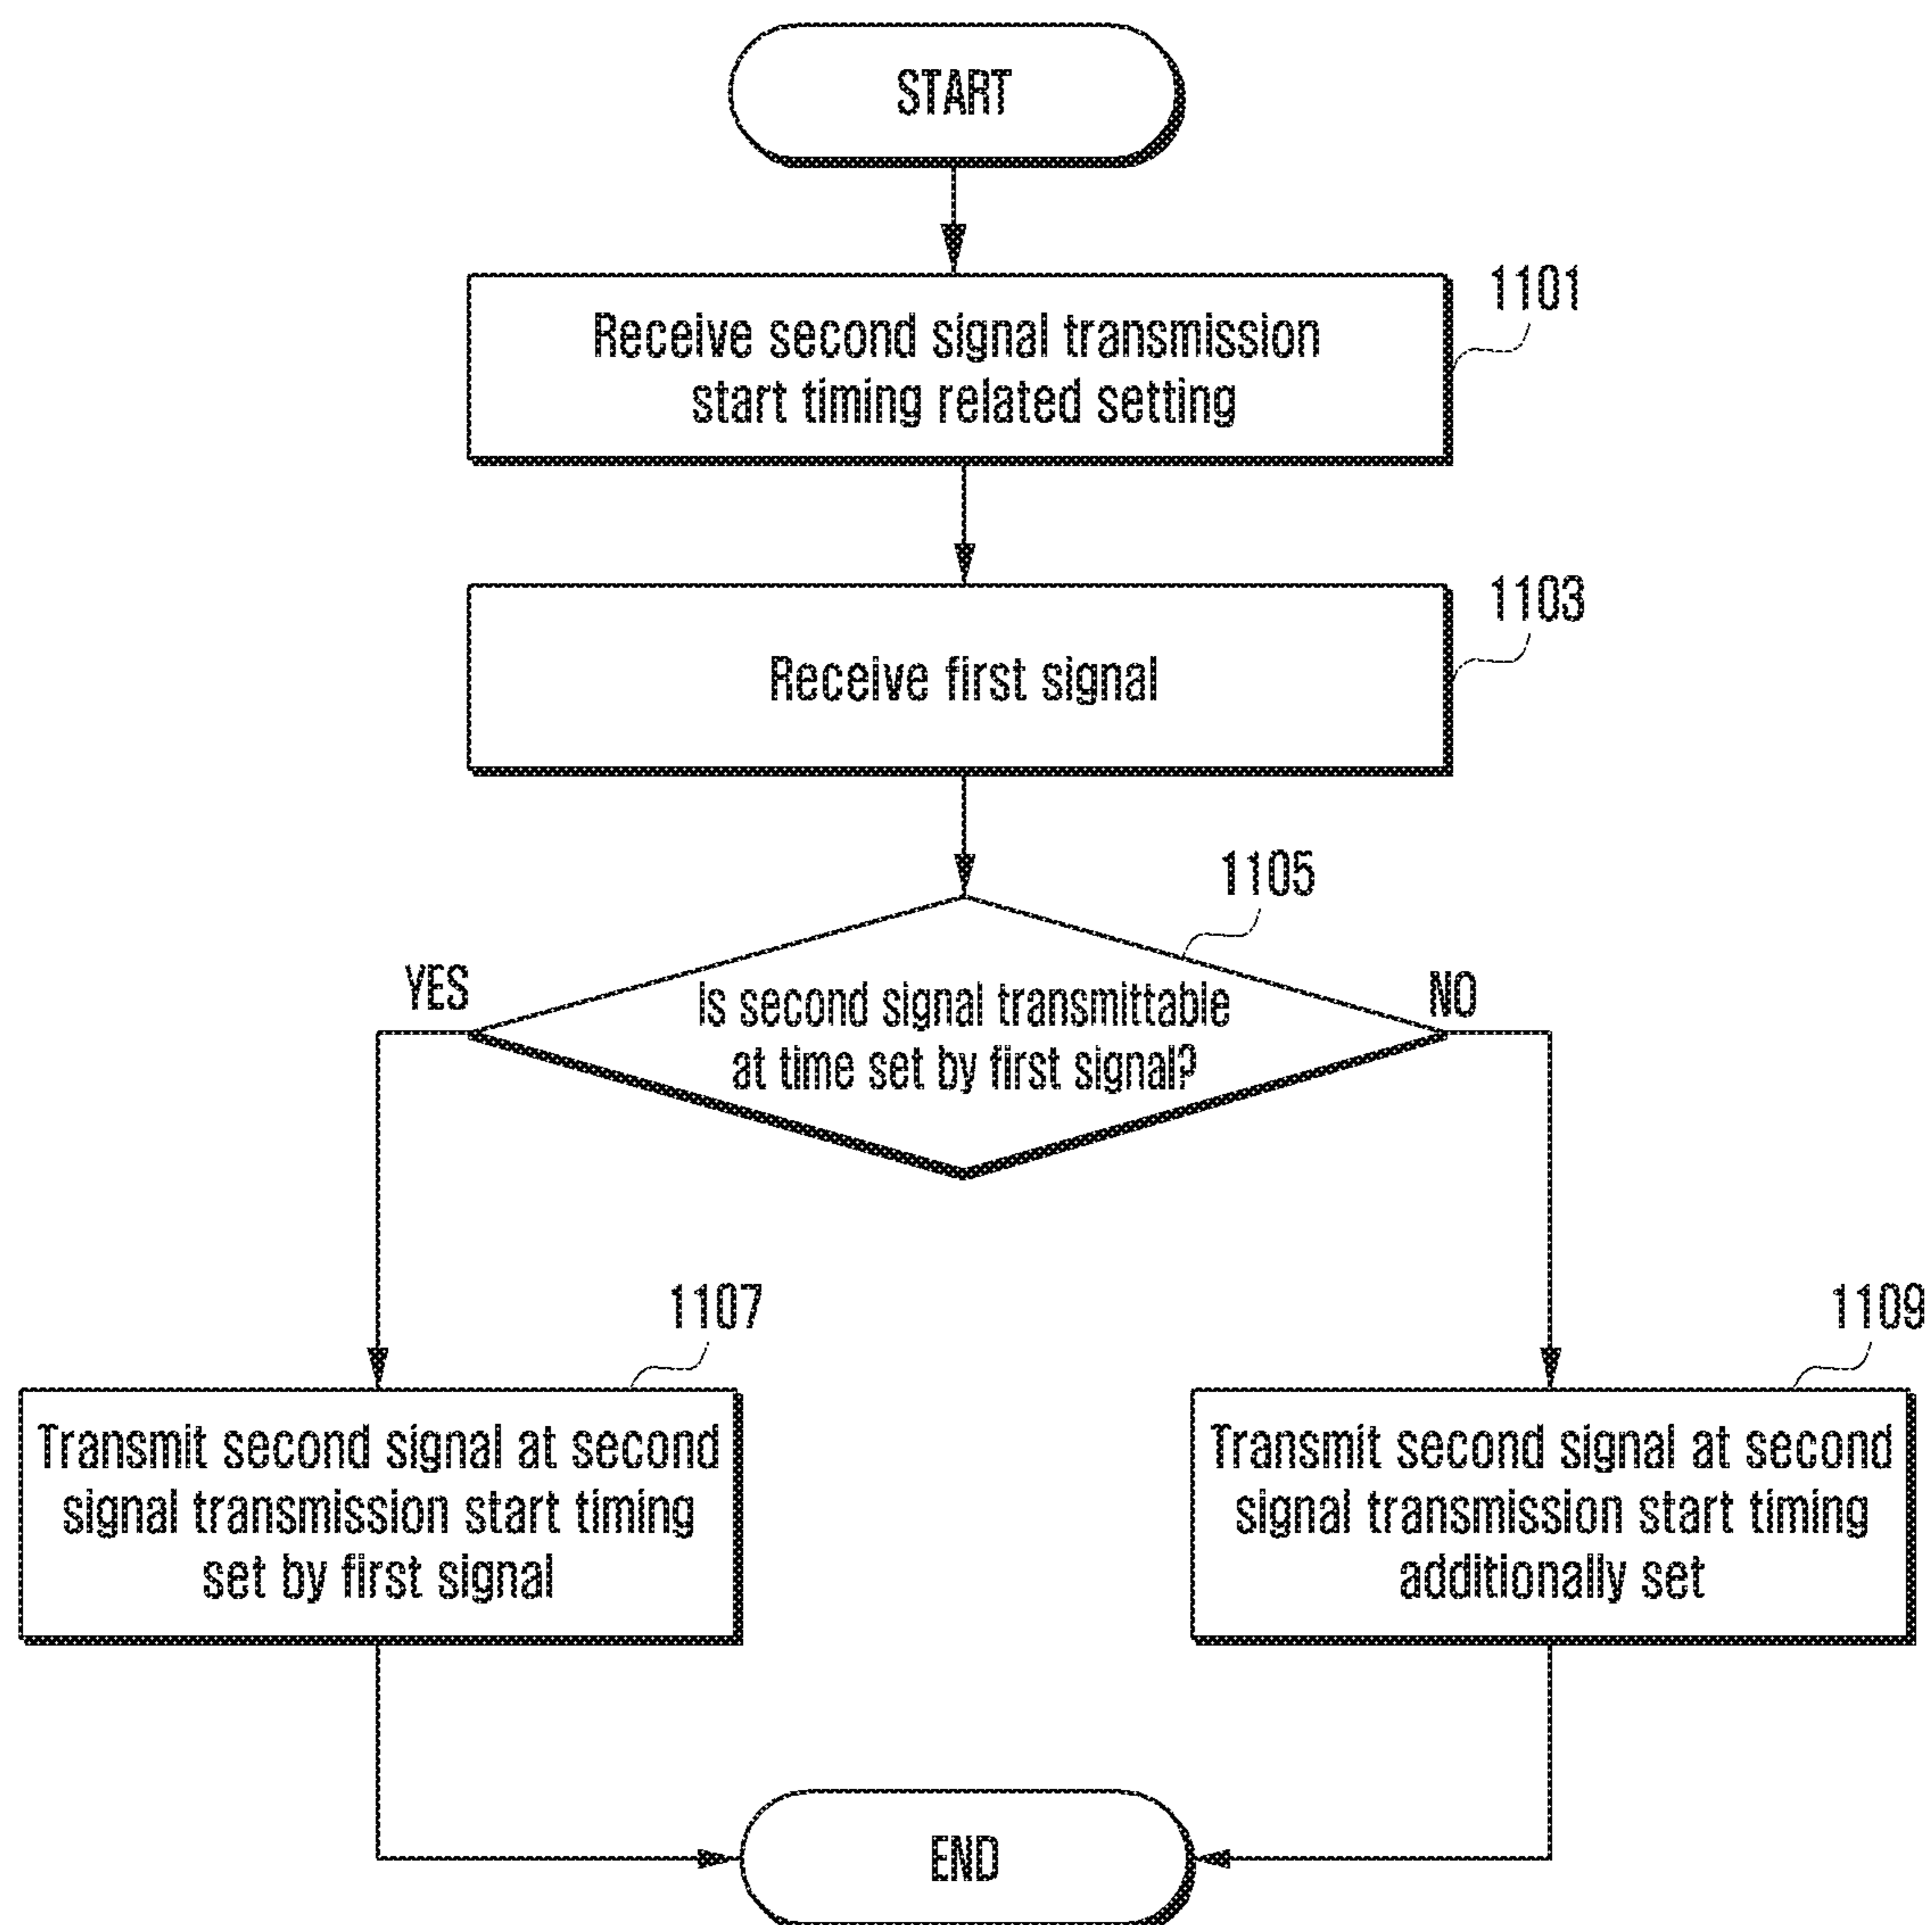 START
1101
Receive second signal transmission
start timing related setting
1103
Receive first signal
1105
YES
NO
Is second signal transmittable
at time set by first signal?
1107
1109
Transmit second signal at second
signal transmission start timing
set by first signal
Transmit second signal at second
signal transmission start timing
additionally set
END